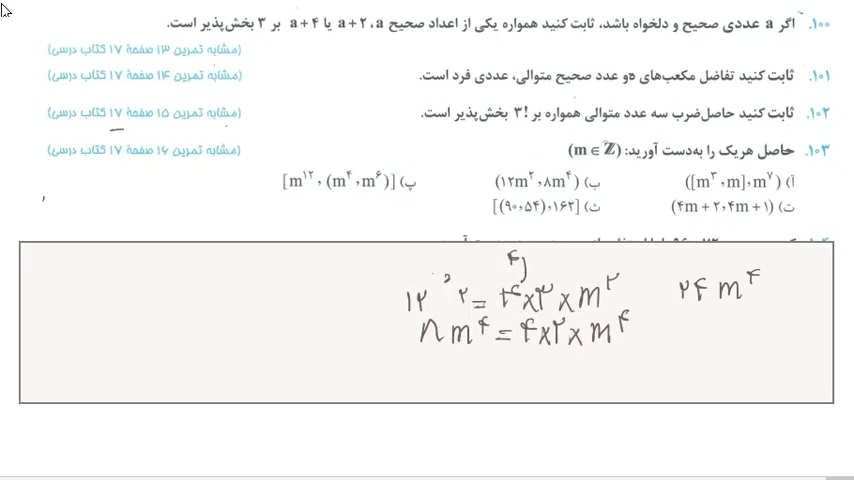 ۱۰۰. اگر a عددی صحیح و دلخواه باشد، ثابت کنید همواره یکی از اعداد صحیح a، a+۲ یا a+۴ بر ۳ بخش‌پذیر است.
(مشابه تمرین ۱۳ صفحهٔ ۱۷ کتاب درسی)
۱۰۱. ثابت کنید تفاضل مکعب‌های دو عدد صحیح متوالی، عددی فرد است. (مشابه تمرین ۱۴ صفحهٔ ۱۷ کتاب درسی)
۱۰۲. ثابت کنید حاصل‌ضرب سه عدد متوالی همواره بر !۳ بخش‌پذیر است. (مشابه تمرین ۱۵ صفحهٔ ۱۷ کتاب درسی)
۱۰۳. حاصل هریک را به‌دست آورید: (m ∈ ℤ) (مشابه تمرین ۱۶ صفحهٔ ۱۷ کتاب درسی)
آ) ([m³, m], m⁷) ب) (۱۲m², ۸m⁴) پ) [m¹², (m⁴, m⁶)]
ت) (۴m+۲, ۴m+۱) ث) [(۹۰, ۵۴), ۱۶۲]
۱۲ ² = ۴×۳×m² ۲۴m⁴
۸m⁴ = ۴×۲×m⁴